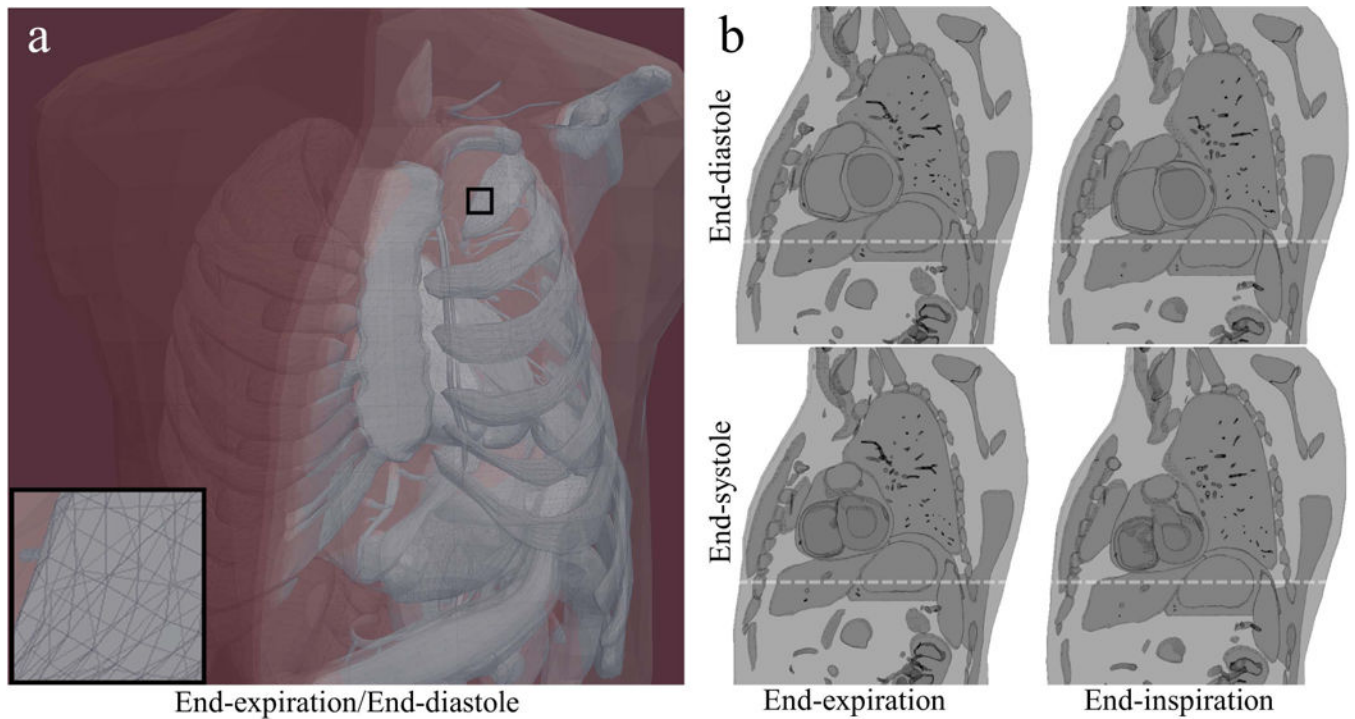 a
End-expiration/End-diastole
b
End-diastole
End-systole
End-expiration
End-inspiration